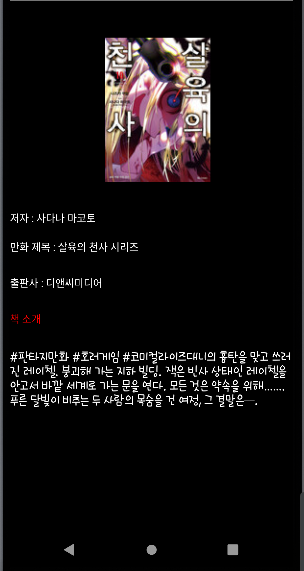 살육의
천사
저자 : 사다나 마코토
만화 제목 : 살육의 천사 시리즈
출판사 : 디앤씨미디어
책 소개
#판타지만화 #호러게임 #코미컬라이즈대니의 흉탄을 맞고 쓰러
진 레이첼. 붕괴해 가는 지하 빌딩. 잭은 빈사 상태인 레이첼을
안고서 바깥 세계로 가는 문을 연다. 모든 것은 약속을 위해…….
푸른 달빛이 비추는 두 사람의 목숨을 건 여정, 그 결말은―.